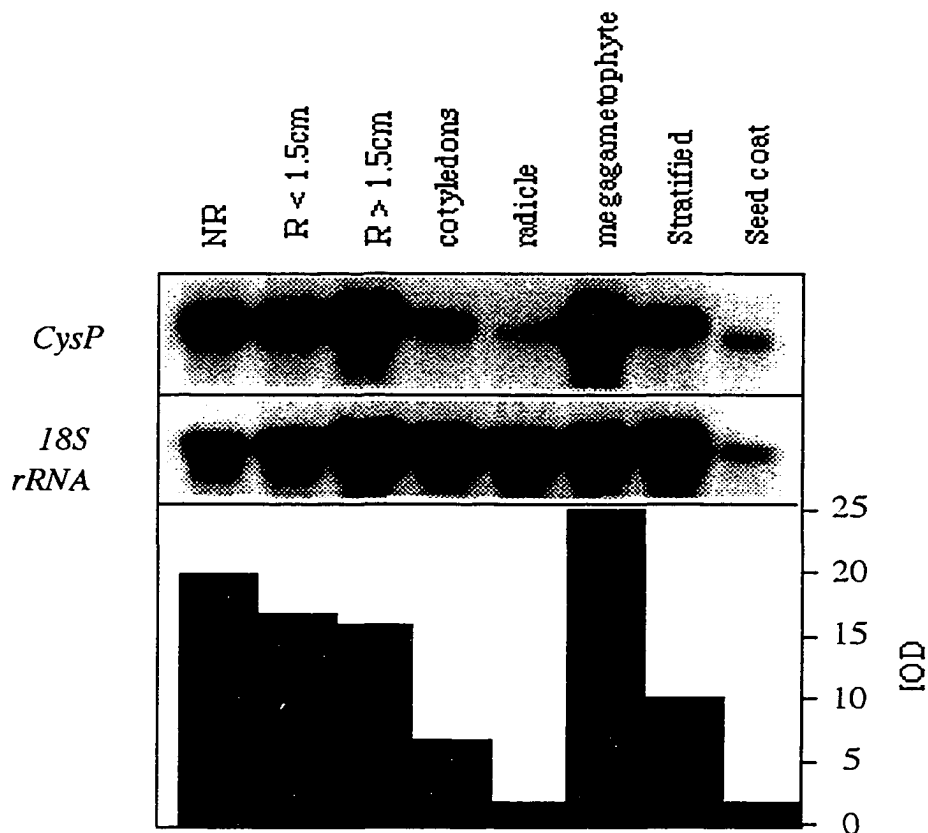 NR
R < 1.5cm
R > 1.5cm
cotyledons
radicle
megagametophyte
Stratified
Seed coat
CysP
18S
rRNA
25
20
15
10
5
0
IOD